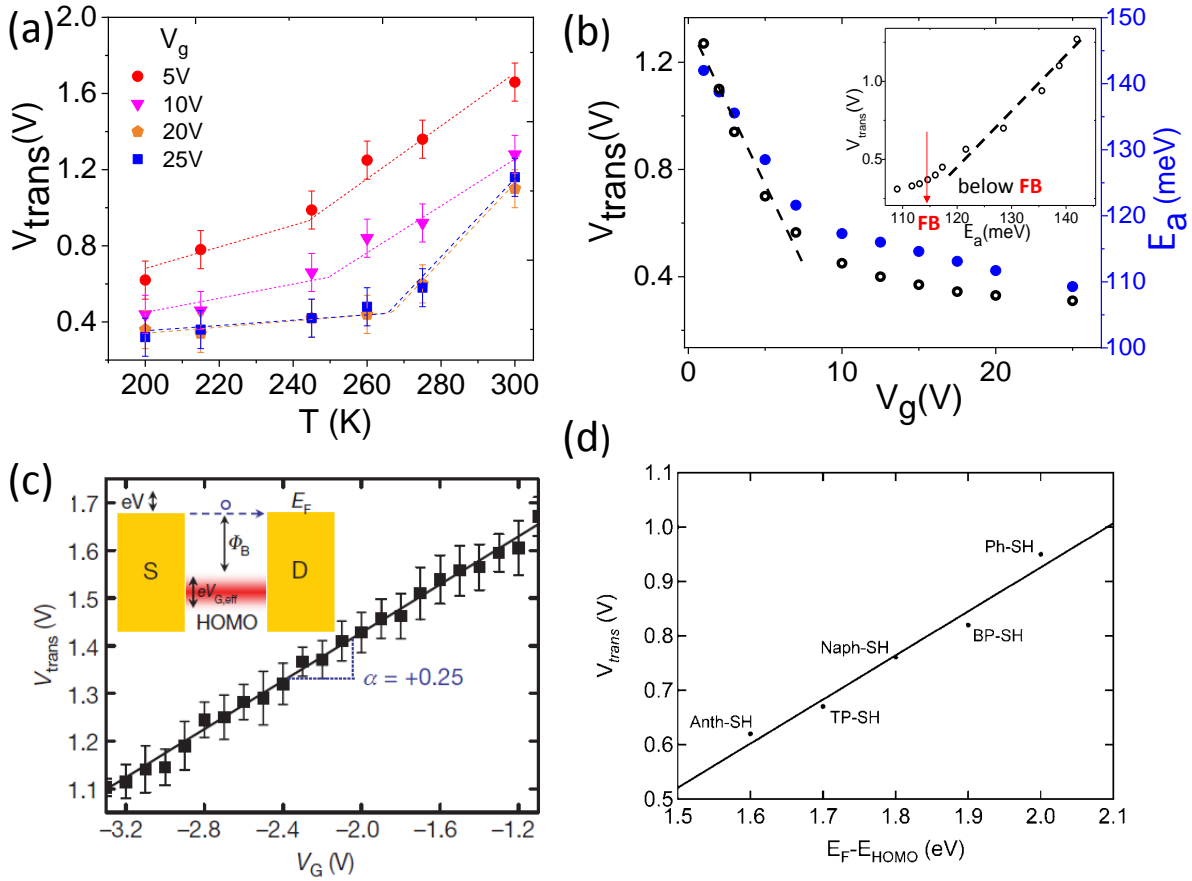 (a)
V_g
5V
10V
20V
25V
V_trans(V)
2.0
1.6
1.2
0.8
0.4
200 220 240 260 280 300
T (K)
(b)
V_trans(V)
1.2
0.8
0.4
0 10 20
V_g(V)
150
140
130
120
110
100
E_a (meV)
V_trans(V)
1.0
0.5
below FB
FB
110 120 130 140
E_a(meV)
(c)
V_trans (V)
1.7
1.6
1.5
1.4
1.3
1.2
1.1
eV
E_F
Φ_B
S
D
eV_G,eff
HOMO
α = +0.25
−3.2 −2.8 −2.4 −2.0 −1.6 −1.2
V_G (V)
(d)
V_trans (V)
1.1
1.0
0.9
0.8
0.7
0.6
0.5
Ph-SH
BP-SH
Naph-SH
TP-SH
Anth-SH
1.5 1.6 1.7 1.8 1.9 2.0 2.1
E_F-E_HOMO (eV)